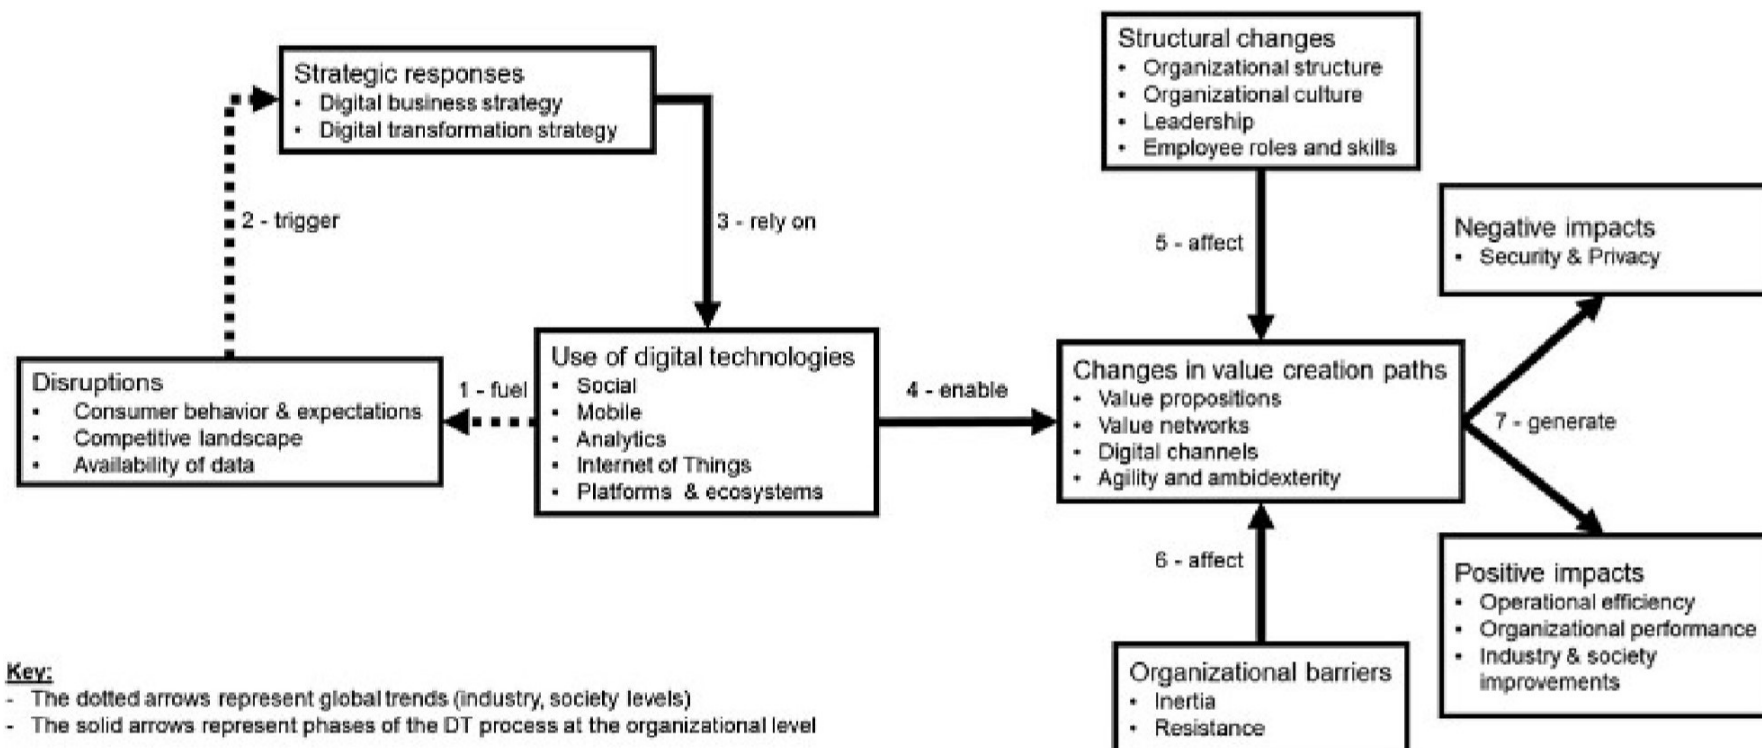 Strategic responses
• Digital business strategy
• Digital transformation strategy
2 - trigger
3 - rely on
Disruptions
• Consumer behavior & expectations
• Competitive landscape
• Availability of data
1 - fuel
Use of digital technologies
• Social
• Mobile
• Analytics
• Internet of Things
• Platforms & ecosystems
4 - enable
Structural changes
• Organizational structure
• Organizational culture
• Leadership
• Employee roles and skills
5 - affect
Changes in value creation paths
• Value propositions
• Value networks
• Digital channels
• Agility and ambidexterity
6 - affect
Organizational barriers
• Inertia
• Resistance
7 - generate
Negative impacts
• Security & Privacy
Positive impacts
• Operational efficiency
• Organizational performance
• Industry & society
improvements
Key:
- The dotted arrows represent global trends (industry, society levels)
- The solid arrows represent phases of the DT process at the organizational level